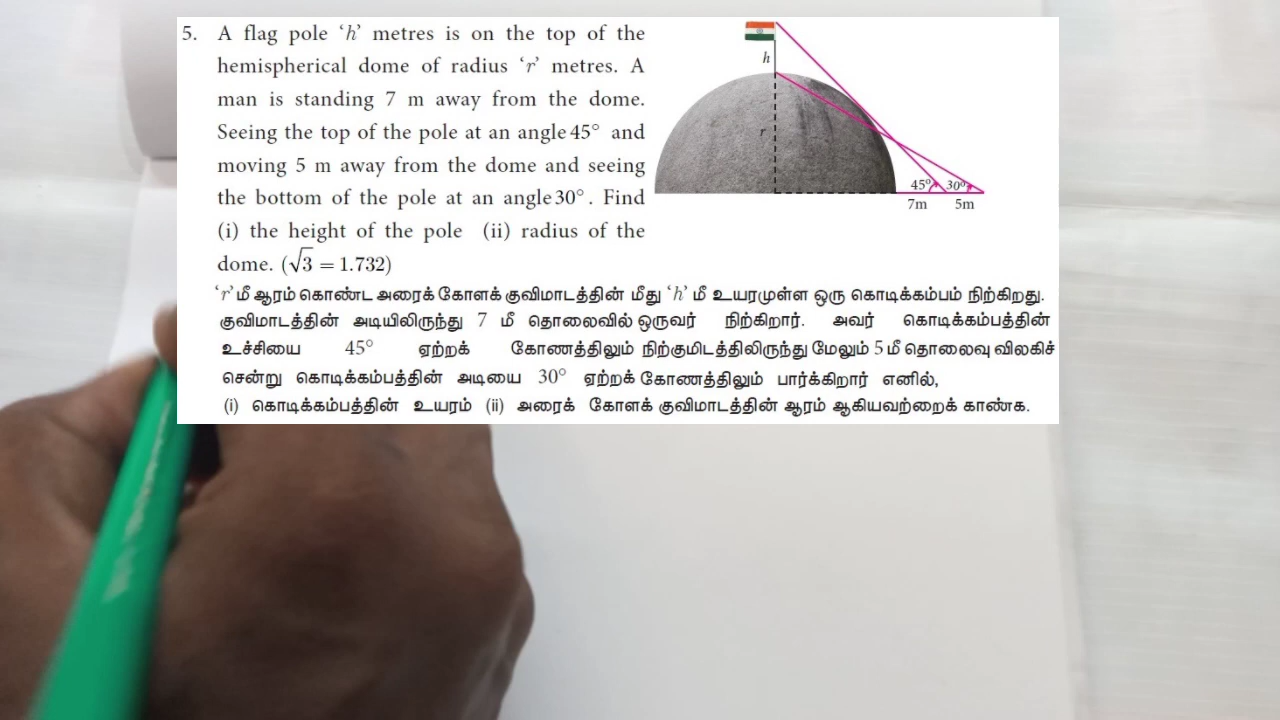 5. A flag pole ‘h’ metres is on the top of the
hemispherical dome of radius ‘r’ metres. A
man is standing 7 m away from the dome.
Seeing the top of the pole at an angle 45° and
moving 5 m away from the dome and seeing
the bottom of the pole at an angle 30° . Find
(i) the height of the pole (ii) radius of the
dome. (√3 = 1.732)
h
r
45° 30°
7m 5m
‘r’ மீ ஆரம் கொண்ட அரைக் கோளக் குவிமாடத்தின் மீது ‘h’ மீ உயரமுள்ள ஒரு கொடிக்கம்பம் நிற்கிறது.
குவிமாடத்தின் அடியிலிருந்து 7 மீ தொலைவில் ஒருவர் நிற்கிறார். அவர் கொடிக்கம்பத்தின்
உச்சியை 45° ஏற்றக் கோணத்திலும் நிற்குமிடத்திலிருந்து மேலும் 5 மீ தொலைவு விலகிச்
சென்று கொடிக்கம்பத்தின் அடியை 30° ஏற்றக் கோணத்திலும் பார்க்கிறார் எனில்,
(i) கொடிக்கம்பத்தின் உயரம் (ii) அரைக் கோளக் குவிமாடத்தின் ஆரம் ஆகியவற்றைக் காண்க.